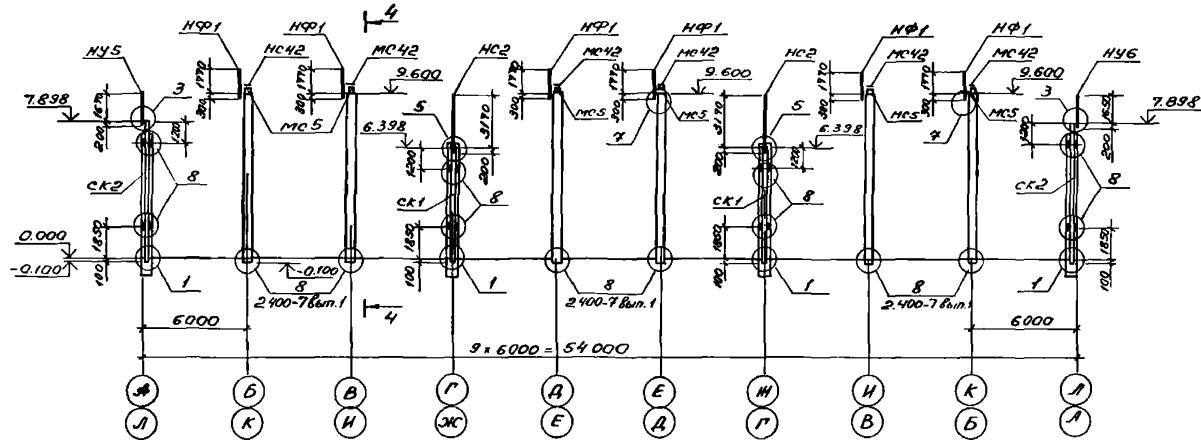 4
НФ1 НФ1 НФ1 НФ1 НФ1 НФ1
НУ5 МС42 МС42 НС2 МС42 МС42 НС2 МС42 МС42 НУ6
1770 1770 1770 1770 1770 1770
300 300 300 300 300 300
9.600 9.600 9.600
3 5 5 3
1670 3170 3170 1650
7.898 7.898
МС5 МС5 МС5 МС5 МС5
6.398 6.398
7 7
200 1200 1200 200 200 1200 1200 200
СК2 8 СК1 8 СК1 8 СК2 8
1850 1850 1850 1850
0.000
-0.100 -0.100
100 100 100 100
1 8 1 8 1 8 1
2.400-7 вып.1 2.400-7 вып.1 2.400-7 вып.1
4
6000 6000
9 × 6000 = 54000
А Б В Г Д Е Ж И К Л
Л К И Ж Е Д Г В Б А